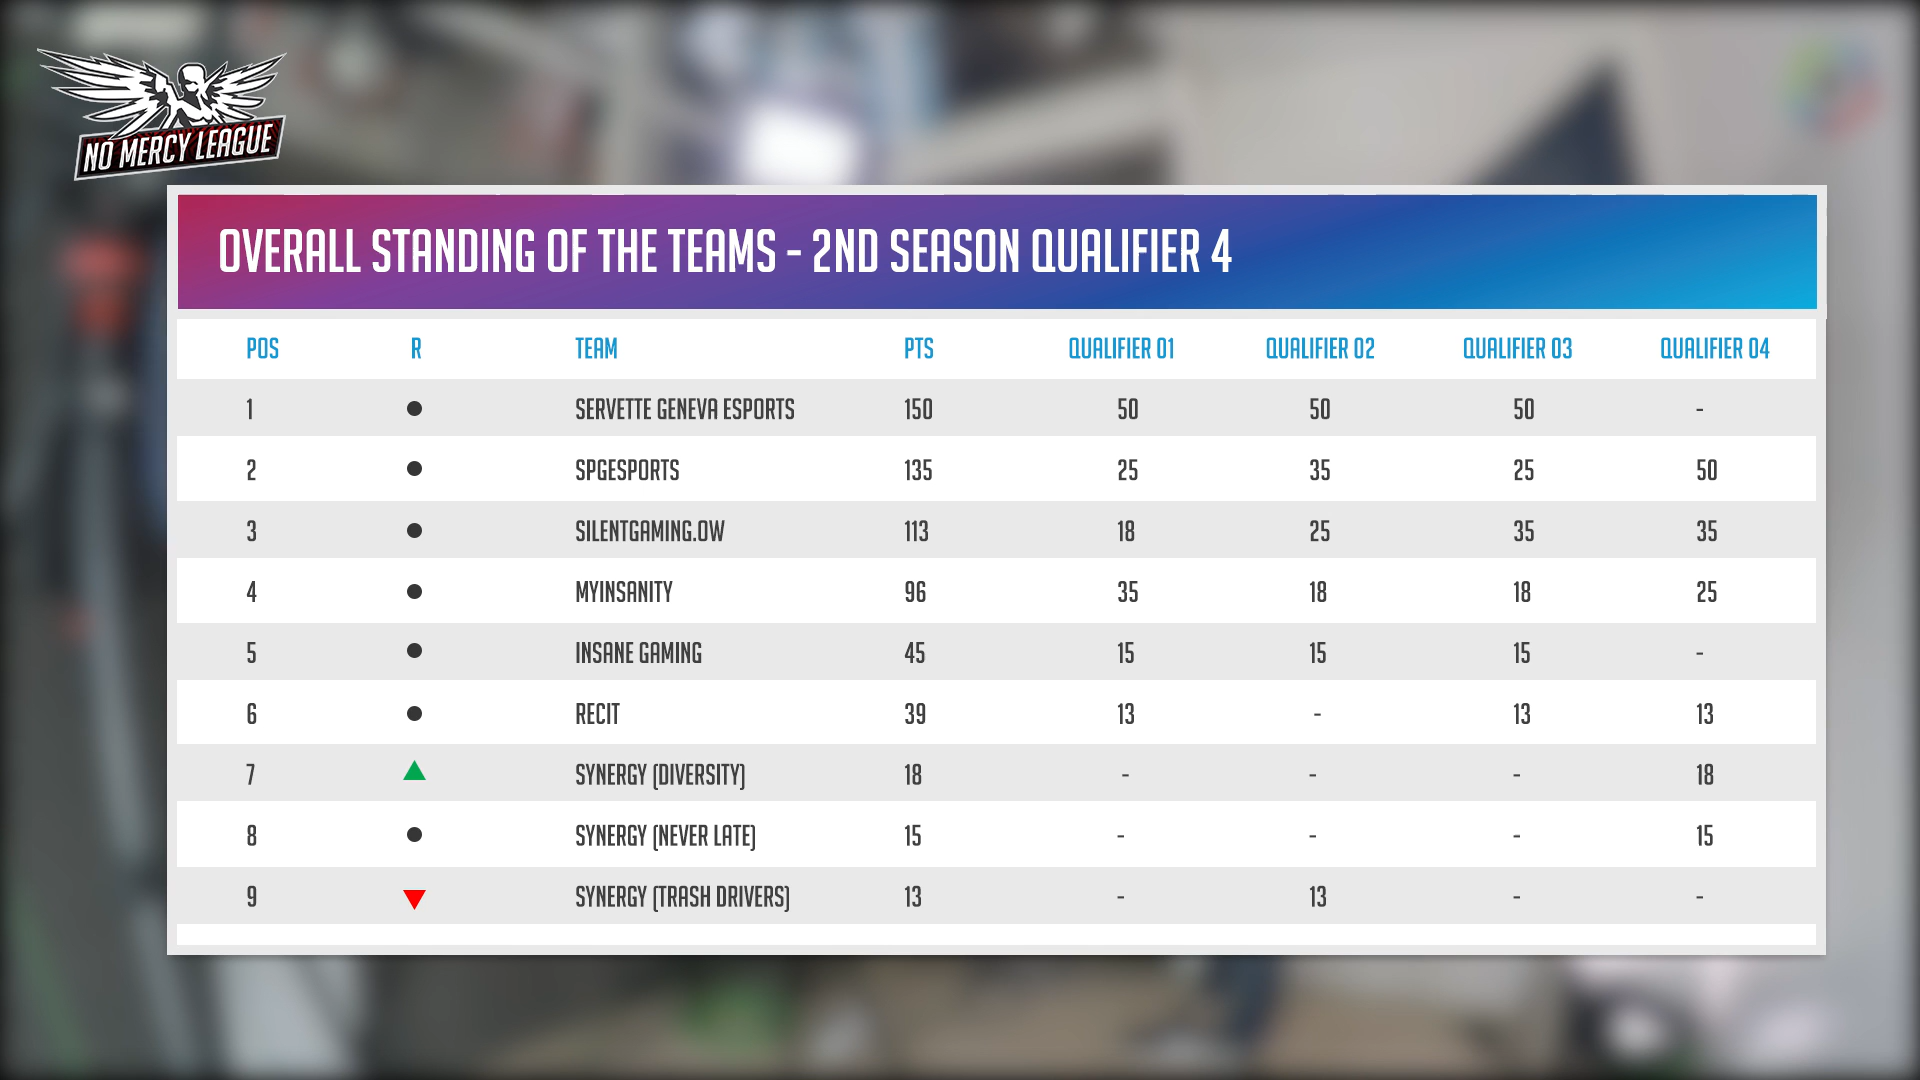 NO MERCY LEAGUE
OVERALL STANDING OF THE TEAMS - 2ND SEASON QUALIFIER 4
POS R TEAM PTS QUALIFIER 01 QUALIFIER 02 QUALIFIER 03 QUALIFIER 04
1 SERVETTE GENEVA ESPORTS 150 50 50 50 -
2 SPGESPORTS 135 25 35 25 50
3 SILENTGAMING.OW 113 18 25 35 35
4 MYINSANITY 96 35 18 18 25
5 INSANE GAMING 45 15 15 15 -
6 RECIT 39 13 - 13 13
7 SYNERGY (DIVERSITY) 18 - - - 18
8 SYNERGY (NEVER LATE) 15 - - - 15
9 SYNERGY (TRASH DRIVERS) 13 - 13 - -